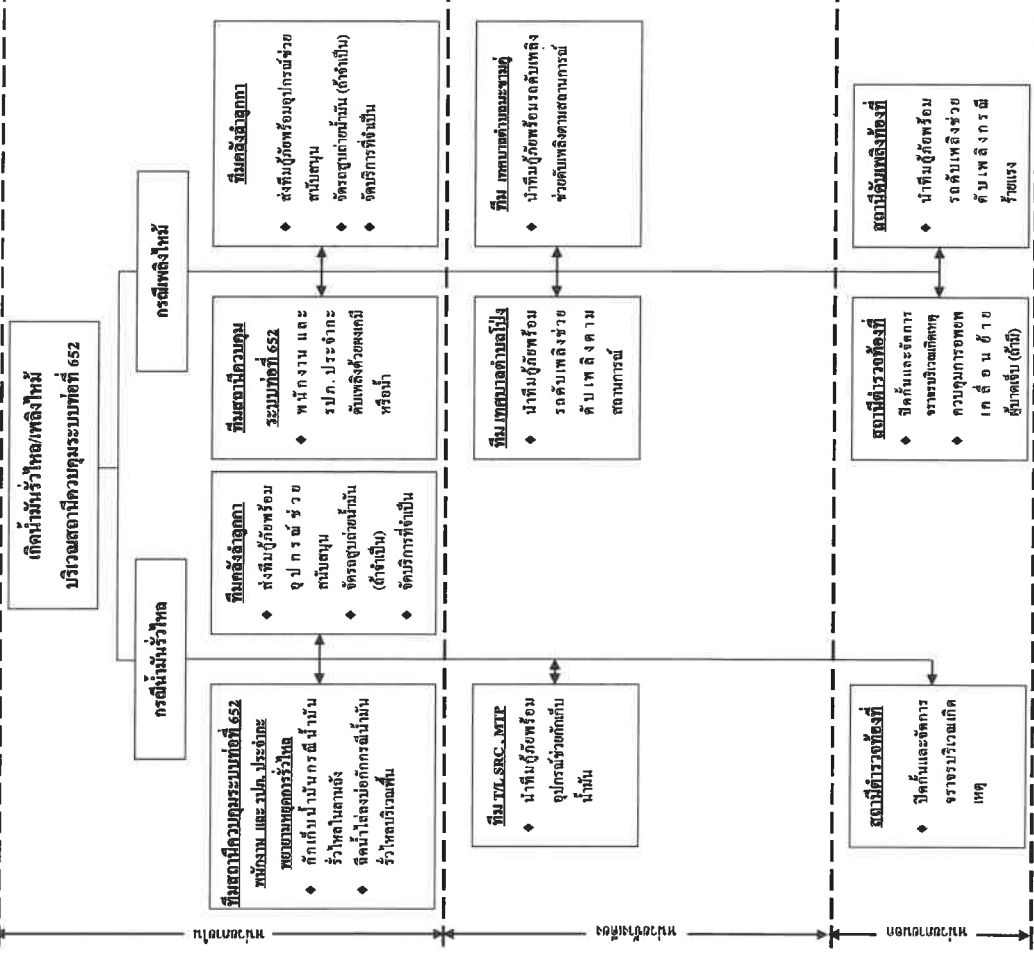 เกิดน้ำมันรั่วไหล/เพลิงไหม้
บริเวณสถานีควบคุมระบบท่อที่ 652
กรณีน้ำมันรั่วไหล
กรณีเพลิงไหม้
หน่วยภายใน
ทีมสถานีควบคุมระบบท่อที่ 652
พนักงาน และ รปภ. ประจำกะ
พยายามหยุดการรั่วไหล
♦ กักเก็บน้ำมันกรณีน้ำมัน
รั่วไหลในลานถัง
♦ ฉีดน้ำไล่ลงบ่อกักกรณีน้ำมัน
รั่วไหลบริเวณพื้น
ทีมคลังลำลูกกา
♦ ส่งทีมกู้ภัยพร้อม
อุปกรณ์ช่วย
สนับสนุน
♦ จัดรถสูบถ่ายน้ำมัน
(ถ้าจำเป็น)
♦ จัดบริการที่จำเป็น
ทีมสถานีควบคุม
ระบบท่อที่ 652
♦ พนักงาน และ
รปภ. ประจำกะ
ดับเพลิงด้วยผงเคมี
หรือน้ำ
ทีมคลังลำลูกกา
♦ ส่งทีมกู้ภัยพร้อมอุปกรณ์ช่วย
สนับสนุน
♦ จัดรถสูบถ่ายน้ำมัน (ถ้าจำเป็น)
♦ จัดบริการที่จำเป็น
หน่วยข้างเคียง
ทีม T/L SRC , MTP
♦ นำทีมกู้ภัยพร้อม
อุปกรณ์ช่วยกักเก็บ
น้ำมัน
ทีม เทศบาลตำบลโป่ง
♦ นำทีมกู้ภัยพร้อม
รถดับเพลิงช่วย
ดับเพลิงตาม
สถานการณ์
ทีม เทศบาลตำบลมะขามคู่
♦ นำทีมกู้ภัยพร้อมรถดับเพลิง
ช่วยดับเพลิงตามสถานการณ์
หน่วยภายนอก
สถานีตำรวจท้องที่
♦ ปิดกั้นและจัดการ
จราจรบริเวณเกิด
เหตุ
สถานีตำรวจท้องที่
♦ ปิดกั้นและจัดการ
จราจรบริเวณเกิดเหตุ
♦ ควบคุมการอพยพ
เคลื่อนย้าย
ผู้บาดเจ็บ (ถ้ามี)
สถานีดับเพลิงท้องที่
♦ นำทีมกู้ภัยพร้อม
รถดับเพลิงช่วย
ดับเพลิงกรณี
ร้ายแรง